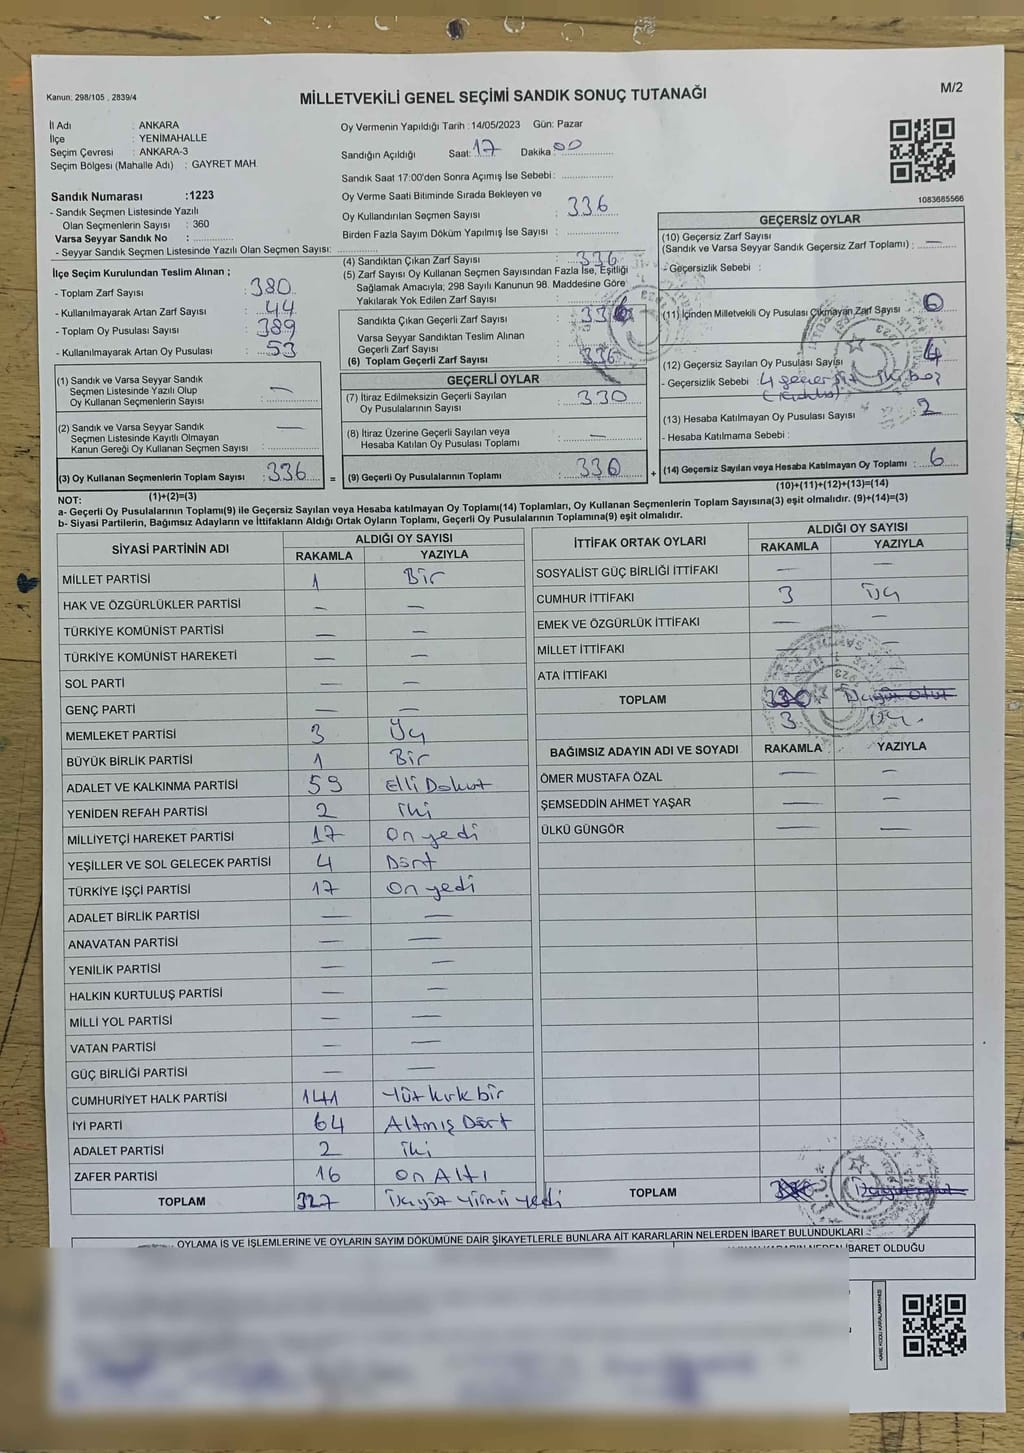 Kanun: 298/105 , 2839/4
MİLLETVEKİLİ GENEL SEÇİMİ SANDIK SONUÇ TUTANAĞI
M/2
İl Adı : ANKARA
İlçe : YENİMAHALLE
Seçim Çevresi : ANKARA-3
Seçim Bölgesi (Mahalle Adı) : GAYRET MAH.
Sandık Numarası :1223
- Sandık Seçmen Listesinde Yazılı
Olan Seçmenlerin Sayısı : 360
Varsa Seyyar Sandık No : ..............
- Seyyar Sandık Seçmen Listesinde Yazılı Olan Seçmen Sayısı: ..............
Oy Vermenin Yapıldığı Tarih : 14/05/2023 Gün: Pazar
Sandığın Açıldığı Saat: 17 Dakika 00
Sandık Saat 17:00'den Sonra Açımış İse Sebebi : ..............
Oy Verme Saati Bitiminde Sırada Bekleyen ve
Oy Kullandırılan Seçmen Sayısı : 336
Birden Fazla Sayım Döküm Yapılmış İse Sayısı : ..............
1083685566
İlçe Seçim Kurulundan Teslim Alınan ;
- Toplam Zarf Sayısı : 380
- Kullanılmayarak Artan Zarf Sayısı : 44
- Toplam Oy Pusulası Sayısı : 389
- Kullanılmayarak Artan Oy Pusulası : 53
(4) Sandıktan Çıkan Zarf Sayısı : 336
(5) Zarf Sayısı Oy Kullanan Seçmen Sayısından Fazla İse, Eşitliği
Sağlamak Amacıyla; 298 Sayılı Kanunun 98. Maddesine Göre
Yakılarak Yok Edilen Zarf Sayısı :
Sandıkta Çıkan Geçerli Zarf Sayısı : 336
Varsa Seyyar Sandıktan Teslim Alınan
Geçerli Zarf Sayısı :
(6) Toplam Geçerli Zarf Sayısı : 336
GEÇERSİZ OYLAR
(10) Geçersiz Zarf Sayısı
(Sandık ve Varsa Seyyar Sandık Geçersiz Zarf Toplamı) : —
- Geçersizlik Sebebi :
(11) İçinden Milletvekili Oy Pusulası Çıkmayan Zarf Sayısı : 0
(12) Geçersiz Sayılan Oy Pusulası Sayısı : 4
- Geçersizlik Sebebi : 4 geçersiz
(13) Hesaba Katılmayan Oy Pusulası Sayısı : 2
- Hesaba Katılmama Sebebi :
(14) Geçersiz Sayılan veya Hesaba Katılmayan Oy Toplamı : 6
(10)+(11)+(12)+(13)=(14)
(1) Sandık ve Varsa Seyyar Sandık
Seçmen Listesinde Yazılı Olup
Oy Kullanan Seçmenlerin Sayısı : —
(2) Sandık ve Varsa Seyyar Sandık
Seçmen Listesinde Kayıtlı Olmayan
Kanun Gereği Oy Kullanan Seçmen Sayısı : —
(3) Oy Kullanan Seçmenlerin Toplam Sayısı : 336 =
(1)+(2)=(3)
GEÇERLİ OYLAR
(7) İtiraz Edilmeksizin Geçerli Sayılan
Oy Pusulalarının Sayısı : 330
(8) İtiraz Üzerine Geçerli Sayılan veya
Hesaba Katılan Oy Pusulası Toplamı : —
(9) Geçerli Oy Pusulalarının Toplamı : 330 +
NOT:
a- Geçerli Oy Pusulalarının Toplamı(9) ile Geçersiz Sayılan veya Hesaba katılmayan Oy Toplamı(14) Toplamları, Oy Kullanan Seçmenlerin Toplam Sayısına(3) eşit olmalıdır. (9)+(14)=(3)
b- Siyasi Partilerin, Bağımsız Adayların ve İttifakların Aldığı Ortak Oyların Toplamı, Geçerli Oy Pusulalarının Toplamına(9) eşit olmalıdır.
SİYASİ PARTİNİN ADI ALDIĞI OY SAYISI
RAKAMLA YAZIYLA
MİLLET PARTİSİ 1 Bir
HAK VE ÖZGÜRLÜKLER PARTİSİ — —
TÜRKİYE KOMÜNİST PARTİSİ — —
TÜRKİYE KOMÜNİST HAREKETİ — —
SOL PARTİ — —
GENÇ PARTİ — —
MEMLEKET PARTİSİ 3 Üç
BÜYÜK BİRLİK PARTİSİ 1 Bir
ADALET VE KALKINMA PARTİSİ 59 Elli Dokuz
YENİDEN REFAH PARTİSİ 2 iki
MİLLİYETÇİ HAREKET PARTİSİ 17 On yedi
YEŞİLLER VE SOL GELECEK PARTİSİ 4 Dört
TÜRKİYE İŞÇİ PARTİSİ 17 On yedi
ADALET BİRLİK PARTİSİ — —
ANAVATAN PARTİSİ — —
YENİLİK PARTİSİ — —
HALKIN KURTULUŞ PARTİSİ — —
MİLLİ YOL PARTİSİ — —
VATAN PARTİSİ — —
GÜÇ BİRLİĞİ PARTİSİ — —
CUMHURİYET HALK PARTİSİ 141 Yüz kırk bir
İYİ PARTİ 64 Altmış Dört
ADALET PARTİSİ 2 iki
ZAFER PARTİSİ 16 On Altı
TOPLAM 327 Üçyüz Yirmi yedi
İTTİFAK ORTAK OYLARI ALDIĞI OY SAYISI
RAKAMLA YAZIYLA
SOSYALİST GÜÇ BİRLİĞİ İTTİFAKI — —
CUMHUR İTTİFAKI 3 Üç
EMEK VE ÖZGÜRLÜK İTTİFAKI — —
MİLLET İTTİFAKI — —
ATA İTTİFAKI
TOPLAM 330 Üçyüz Otuz
3 Üç
BAĞIMSIZ ADAYIN ADI VE SOYADI RAKAMLA YAZIYLA
ÖMER MUSTAFA ÖZAL — —
ŞEMSEDDİN AHMET YAŞAR — —
ÜLKÜ GÜNGÖR — —
TOPLAM 330 Üçyüz Otuz
OYLAMA İŞ VE İŞLEMLERİNE VE OYLARIN SAYIM DÖKÜMÜNE DAİR ŞİKAYETLERLE BUNLARA AİT KARARLARIN NELERDEN İBARET BULUNDUKLARI
İBARET OLDUĞU